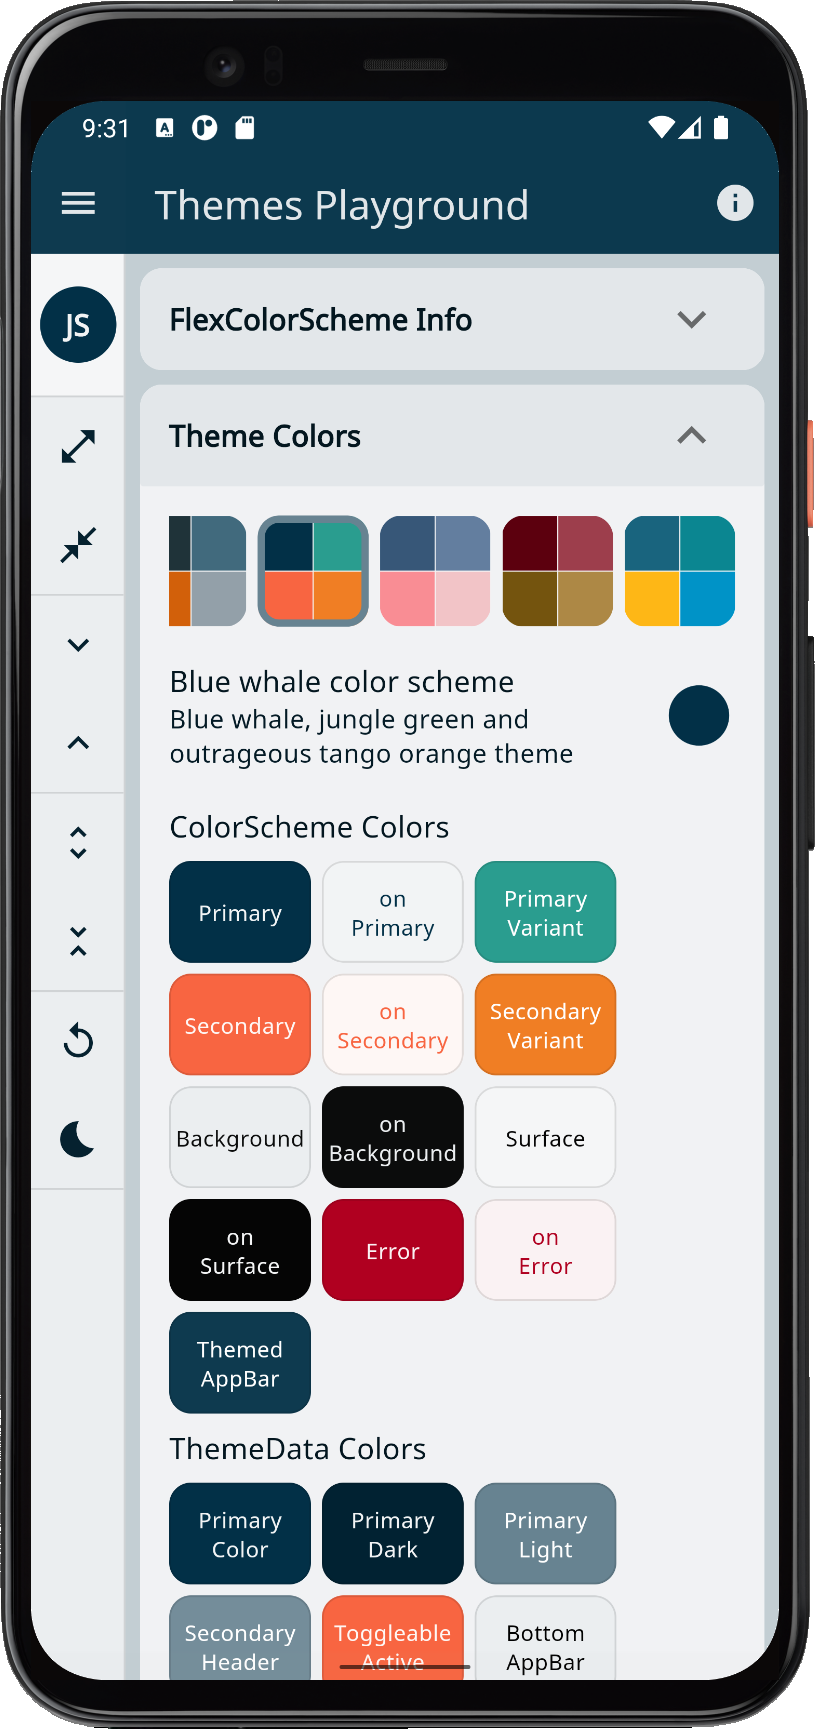 9:31
A
Themes Playground
JS
FlexColorScheme Info
Theme Colors
Blue whale color scheme
Blue whale, jungle green and
outrageous tango orange theme
ColorScheme Colors
Primary
on
Primary
Primary
Variant
Secondary
on
Secondary
Secondary
Variant
Background
on
Background
Surface
on
Surface
Error
on
Error
Themed
AppBar
ThemeData Colors
Primary
Color
Primary
Dark
Primary
Light
Secondary
Header
Toggleable
Active
Bottom
AppBar